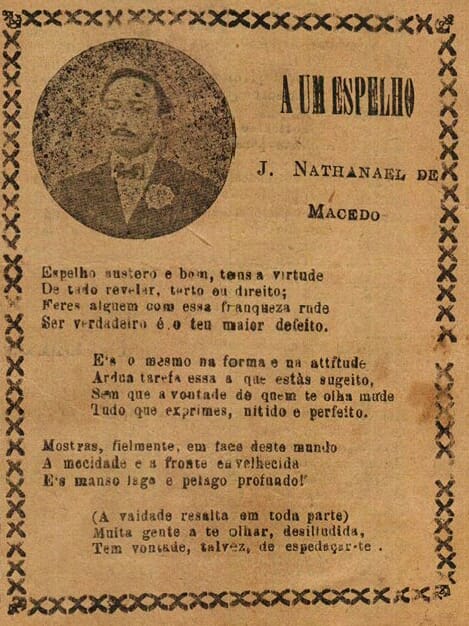 A UM ESPELHO
J. NATHANAEL DE
MACEDO
Espelho austero e bom, tens a virtude
De tudo revelar, torto ou direito;
Feres alguem com essa franqueza rude
Ser verdadeiro é o teu maior defeito.
E's o mesmo na forma e na attitude
Ardua tarefa essa a que estàs sugeito,
Sem que a vontade de quem te olha mude
Tudo que exprimes, nitido e perfeito.
Mostras, fielmente, em face deste mundo
A mocidade e a fronte envelhecida
E's manso lago e pelago profundo!
(A vaidade resalta em toda parte)
Muita gente a te olhar, desilludida,
Tem vontade, talvez, de espedaçar-te .